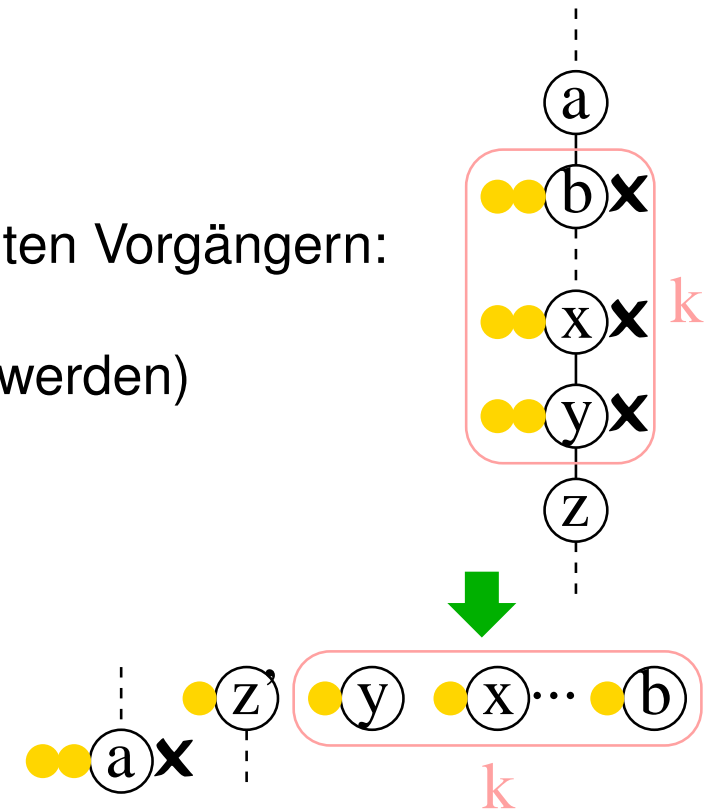 a
b✗
ten Vorgängern:
x✗
k
werden)
y✗
z
z’ y x ... b
a✗
k